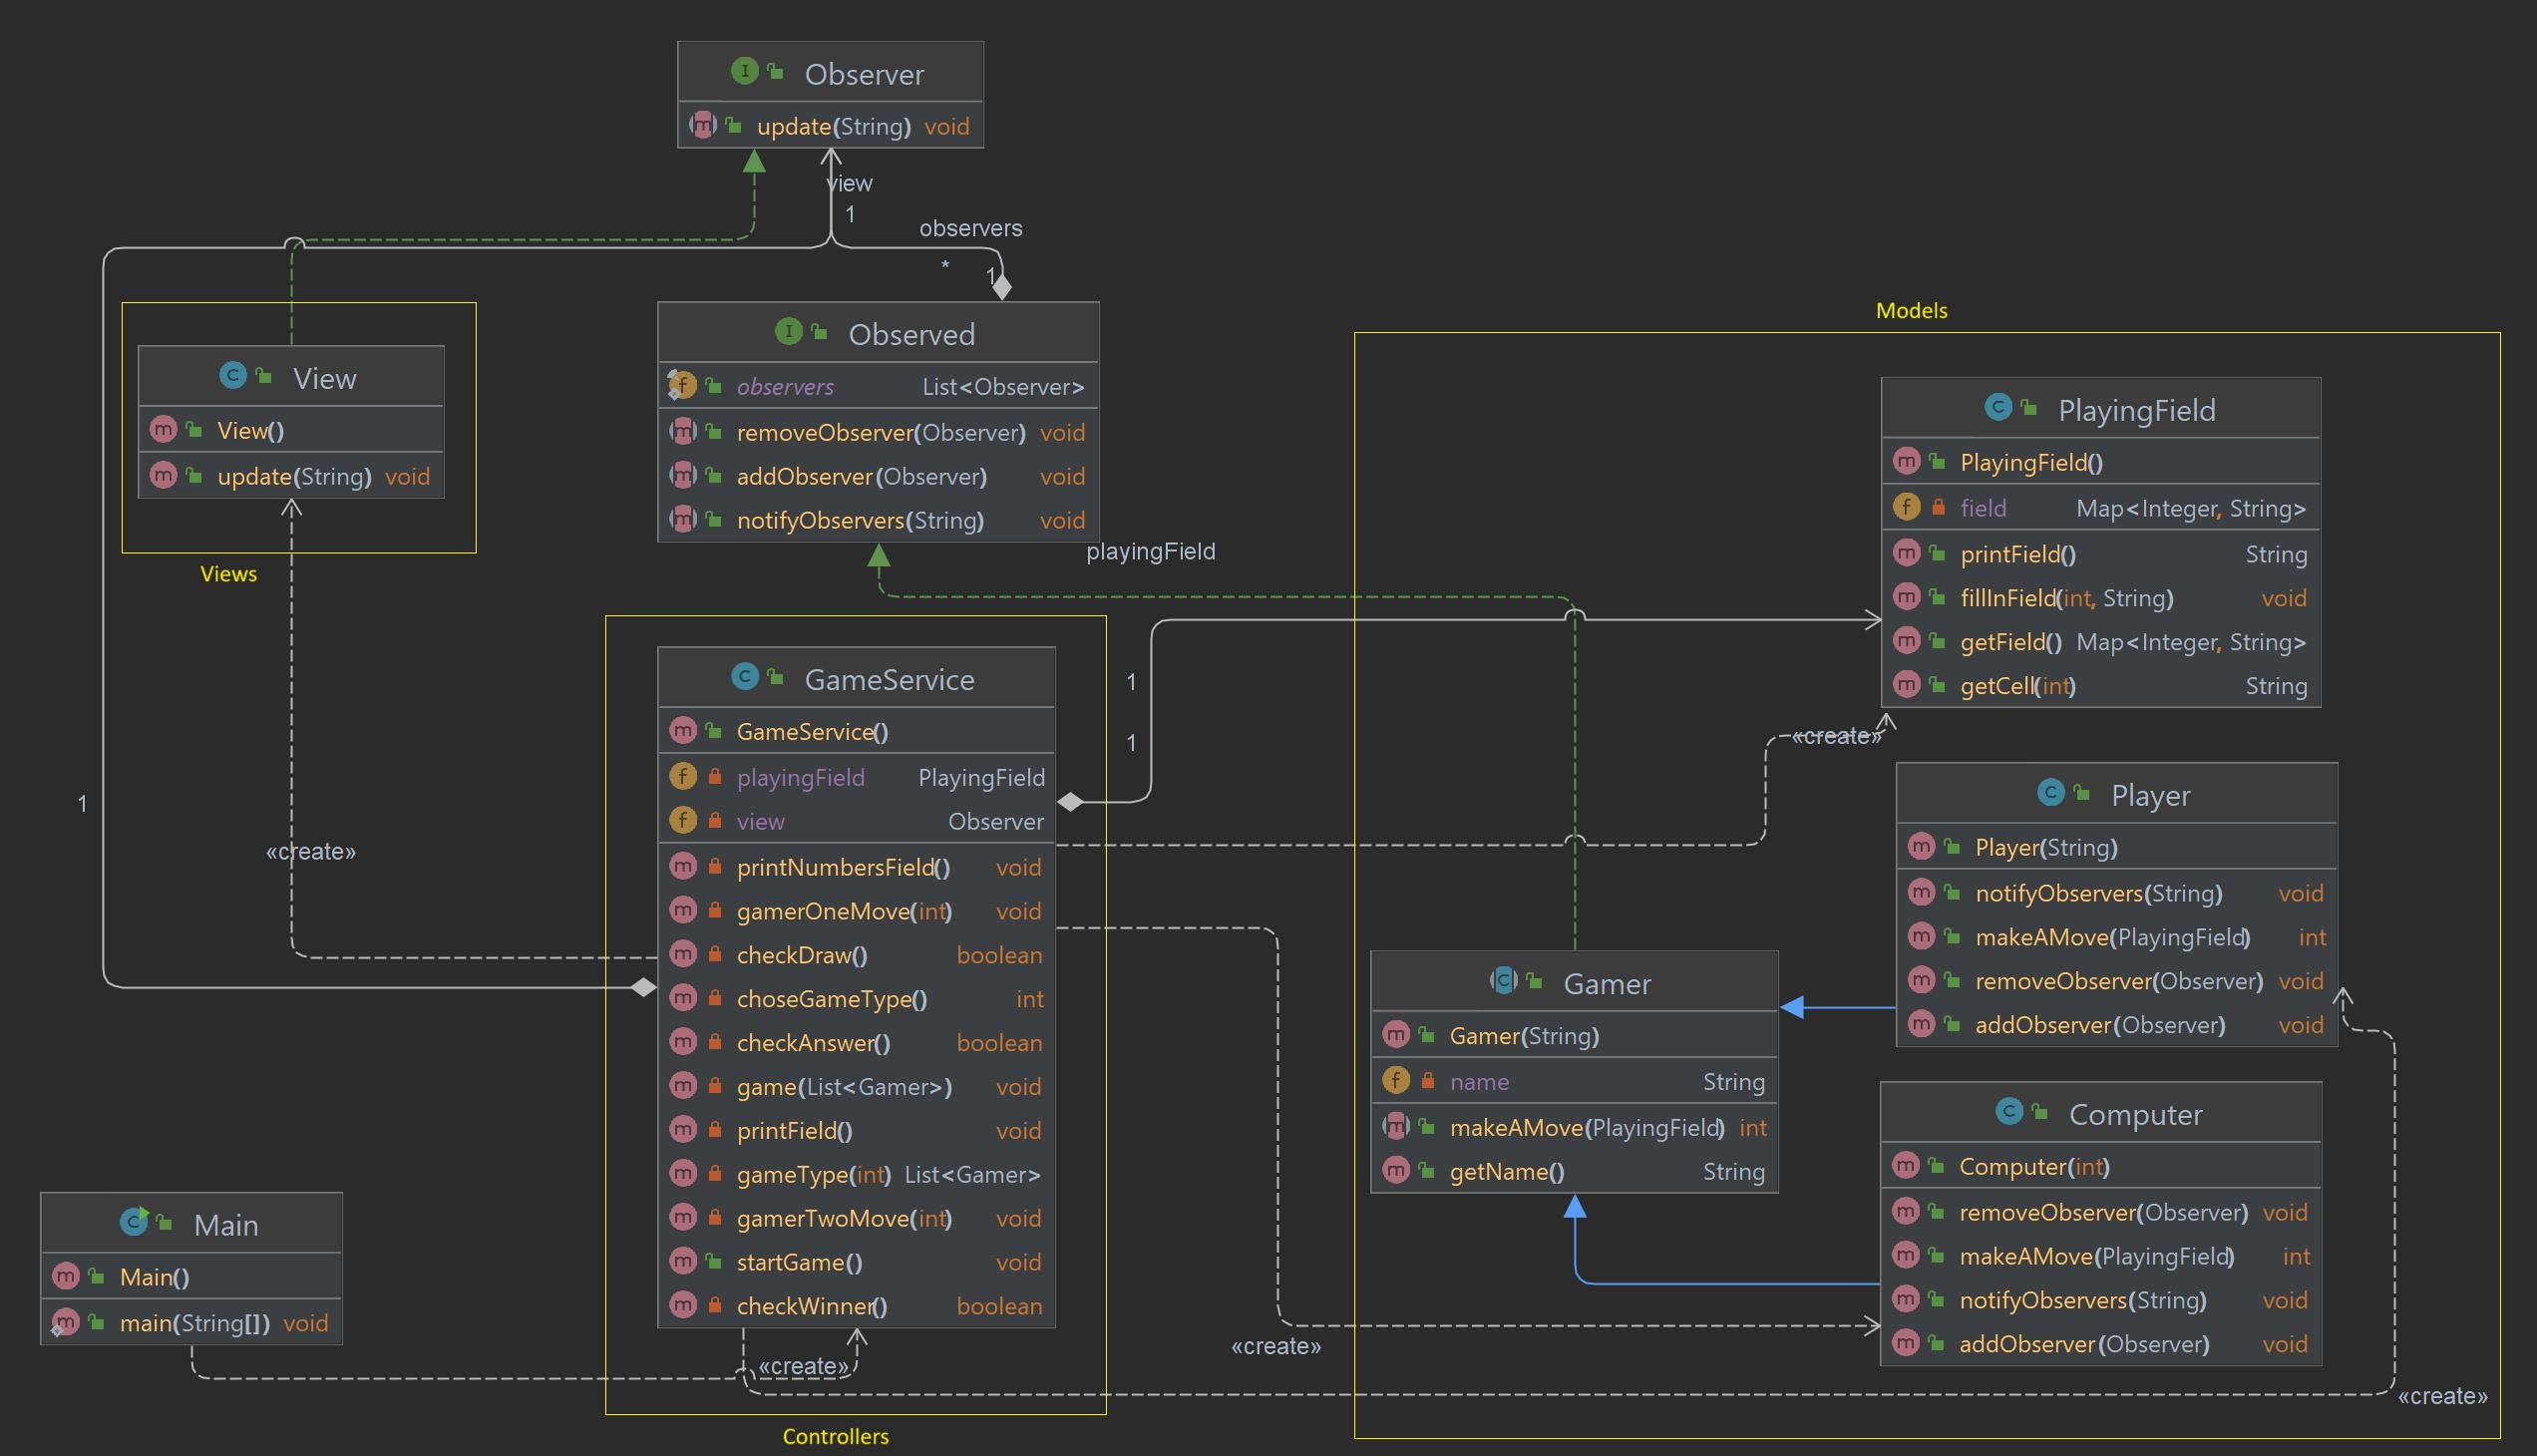 Observer
update(String) void
view
1
observers
*
1
View
View()
update(String) void
Views
Observed
observers List<Observer>
removeObserver(Observer) void
addObserver(Observer) void
notifyObservers(String) void
playingField
Models
PlayingField
PlayingField()
field Map<Integer, String>
printField() String
fillInField(int, String) void
getField() Map<Integer, String>
getCell(int) String
GameService
GameService()
playingField PlayingField
view Observer
printNumbersField() void
gamerOneMove(int) void
checkDraw() boolean
choseGameType() int
checkAnswer() boolean
game(List<Gamer>) void
printField() void
gameType(int) List<Gamer>
gamerTwoMove(int) void
startGame() void
checkWinner() boolean
1
1
1
«create»
«create»
Player
Player(String)
notifyObservers(String) void
makeAMove(PlayingField) int
removeObserver(Observer) void
addObserver(Observer) void
Gamer
Gamer(String)
name String
makeAMove(PlayingField) int
getName() String
Computer
Computer(int)
removeObserver(Observer) void
makeAMove(PlayingField) int
notifyObservers(String) void
addObserver(Observer) void
Main
Main()
main(String[]) void
«create»
«create»
«create»
Controllers